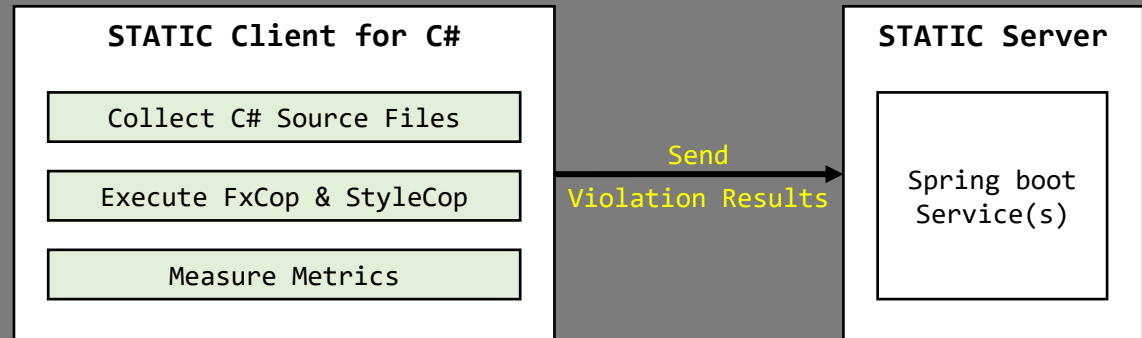 STATIC Client for C#
Collect C# Source Files
Execute FxCop & StyleCop
Measure Metrics
Send
Violation Results
STATIC Server
Spring boot
Service(s)